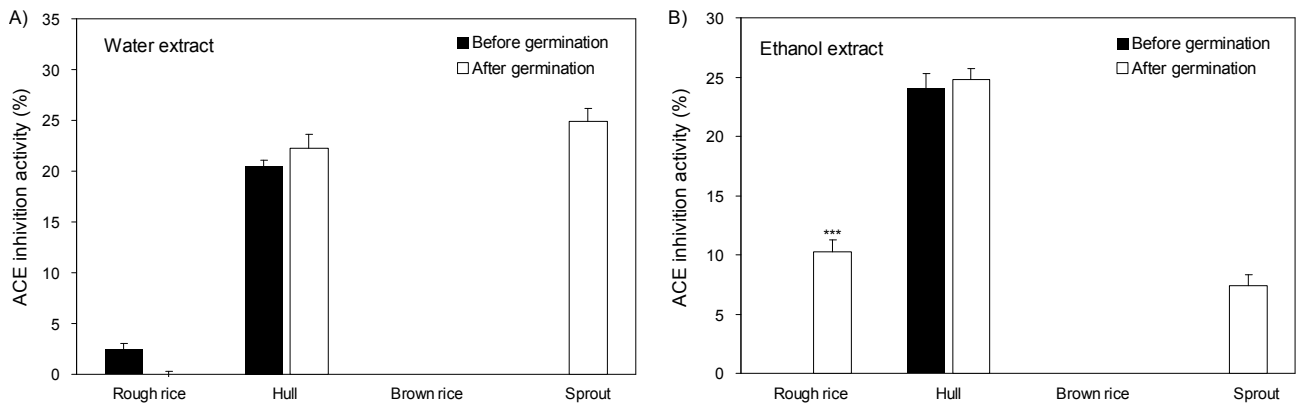 A)
Water extract
Before germination
After germination
ACE inhivition activity (%)
35
30
25
20
15
10
5
0
Rough rice
Hull
Brown rice
Sprout
B)
Ethanol extract
Before germination
After germination
ACE inhivition activity (%)
30
25
20
15
10
5
0
***
Rough rice
Hull
Brown rice
Sprout